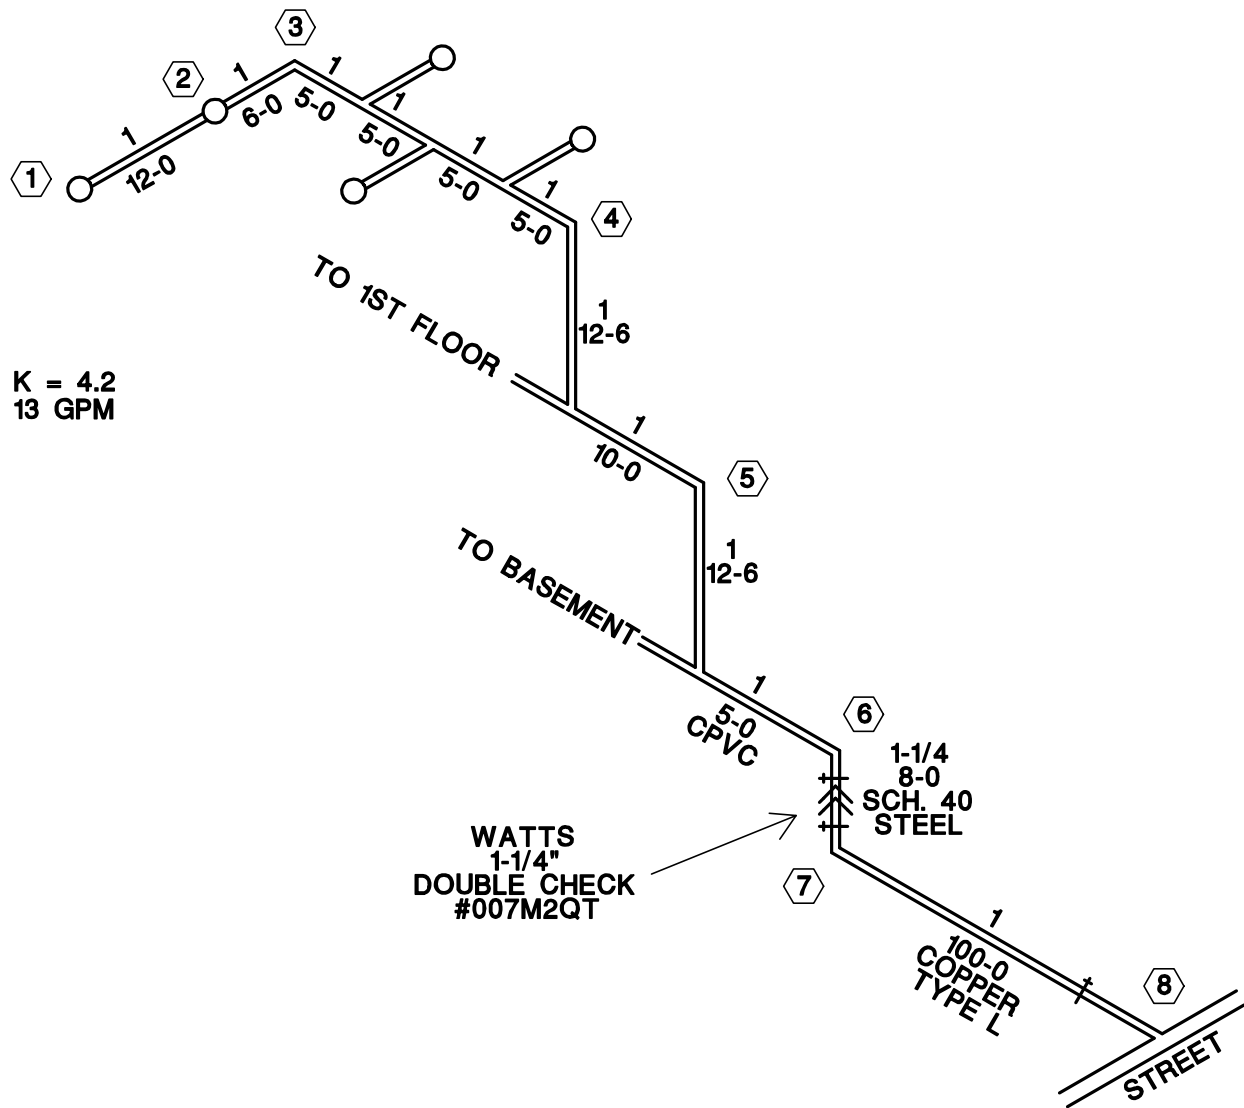 3
1
1
2
1
6-0
5-0
1
5-0
1
1
12-0
5-0
1
5-0
4
TO 1ST FLOOR
1
12-6
K = 4.2
13 GPM
1
10-0
5
TO BASEMENT
1
12-6
1
5-0
CPVC
6
1-1/4
8-0
SCH. 40
STEEL
WATTS
1-1/4"
DOUBLE CHECK
#007M2QT
7
1
100-0
COPPER
TYPE L
8
STREET